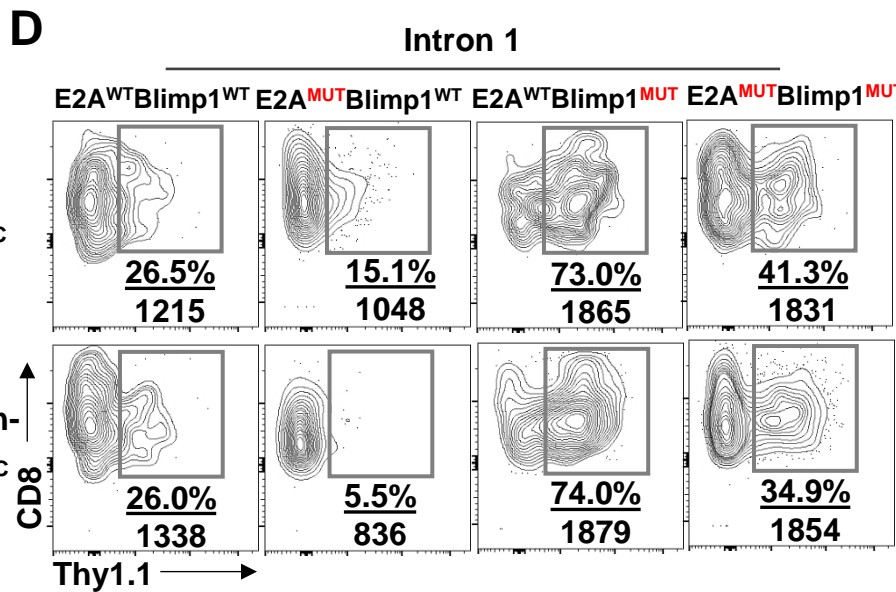 D
Intron 1
E2AWTBlimp1WT E2AMUTBlimp1WT E2AWTBlimp1MUT E2AMUTBlimp1MUT
c
26.5% 15.1% 73.0% 41.3%
1215 1048 1865 1831
n-
c
CD8
26.0% 5.5% 74.0% 34.9%
1338 836 1879 1854
Thy1.1